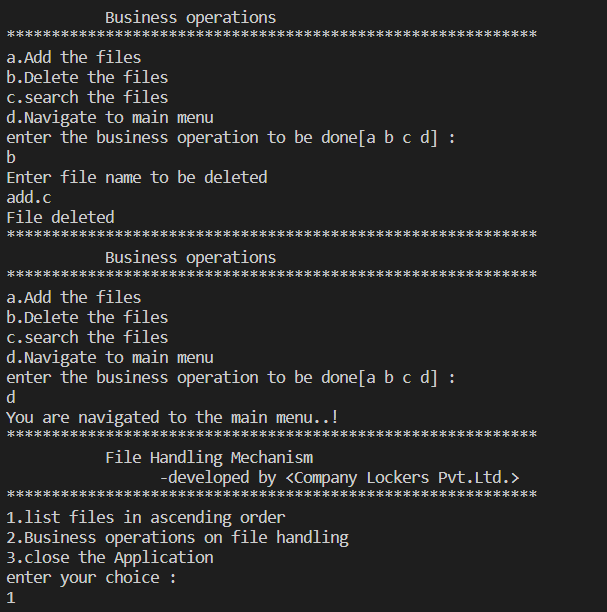 Business operations
***********************************************************
a.Add the files
b.Delete the files
c.search the files
d.Navigate to main menu
enter the business operation to be done[a b c d] :
b
Enter file name to be deleted
add.c
File deleted
***********************************************************
Business operations
***********************************************************
a.Add the files
b.Delete the files
c.search the files
d.Navigate to main menu
enter the business operation to be done[a b c d] :
d
You are navigated to the main menu..!
***********************************************************
File Handling Mechanism
-developed by <Company Lockers Pvt.Ltd.>
***********************************************************
1.list files in ascending order
2.Business operations on file handling
3.close the Application
enter your choice :
1